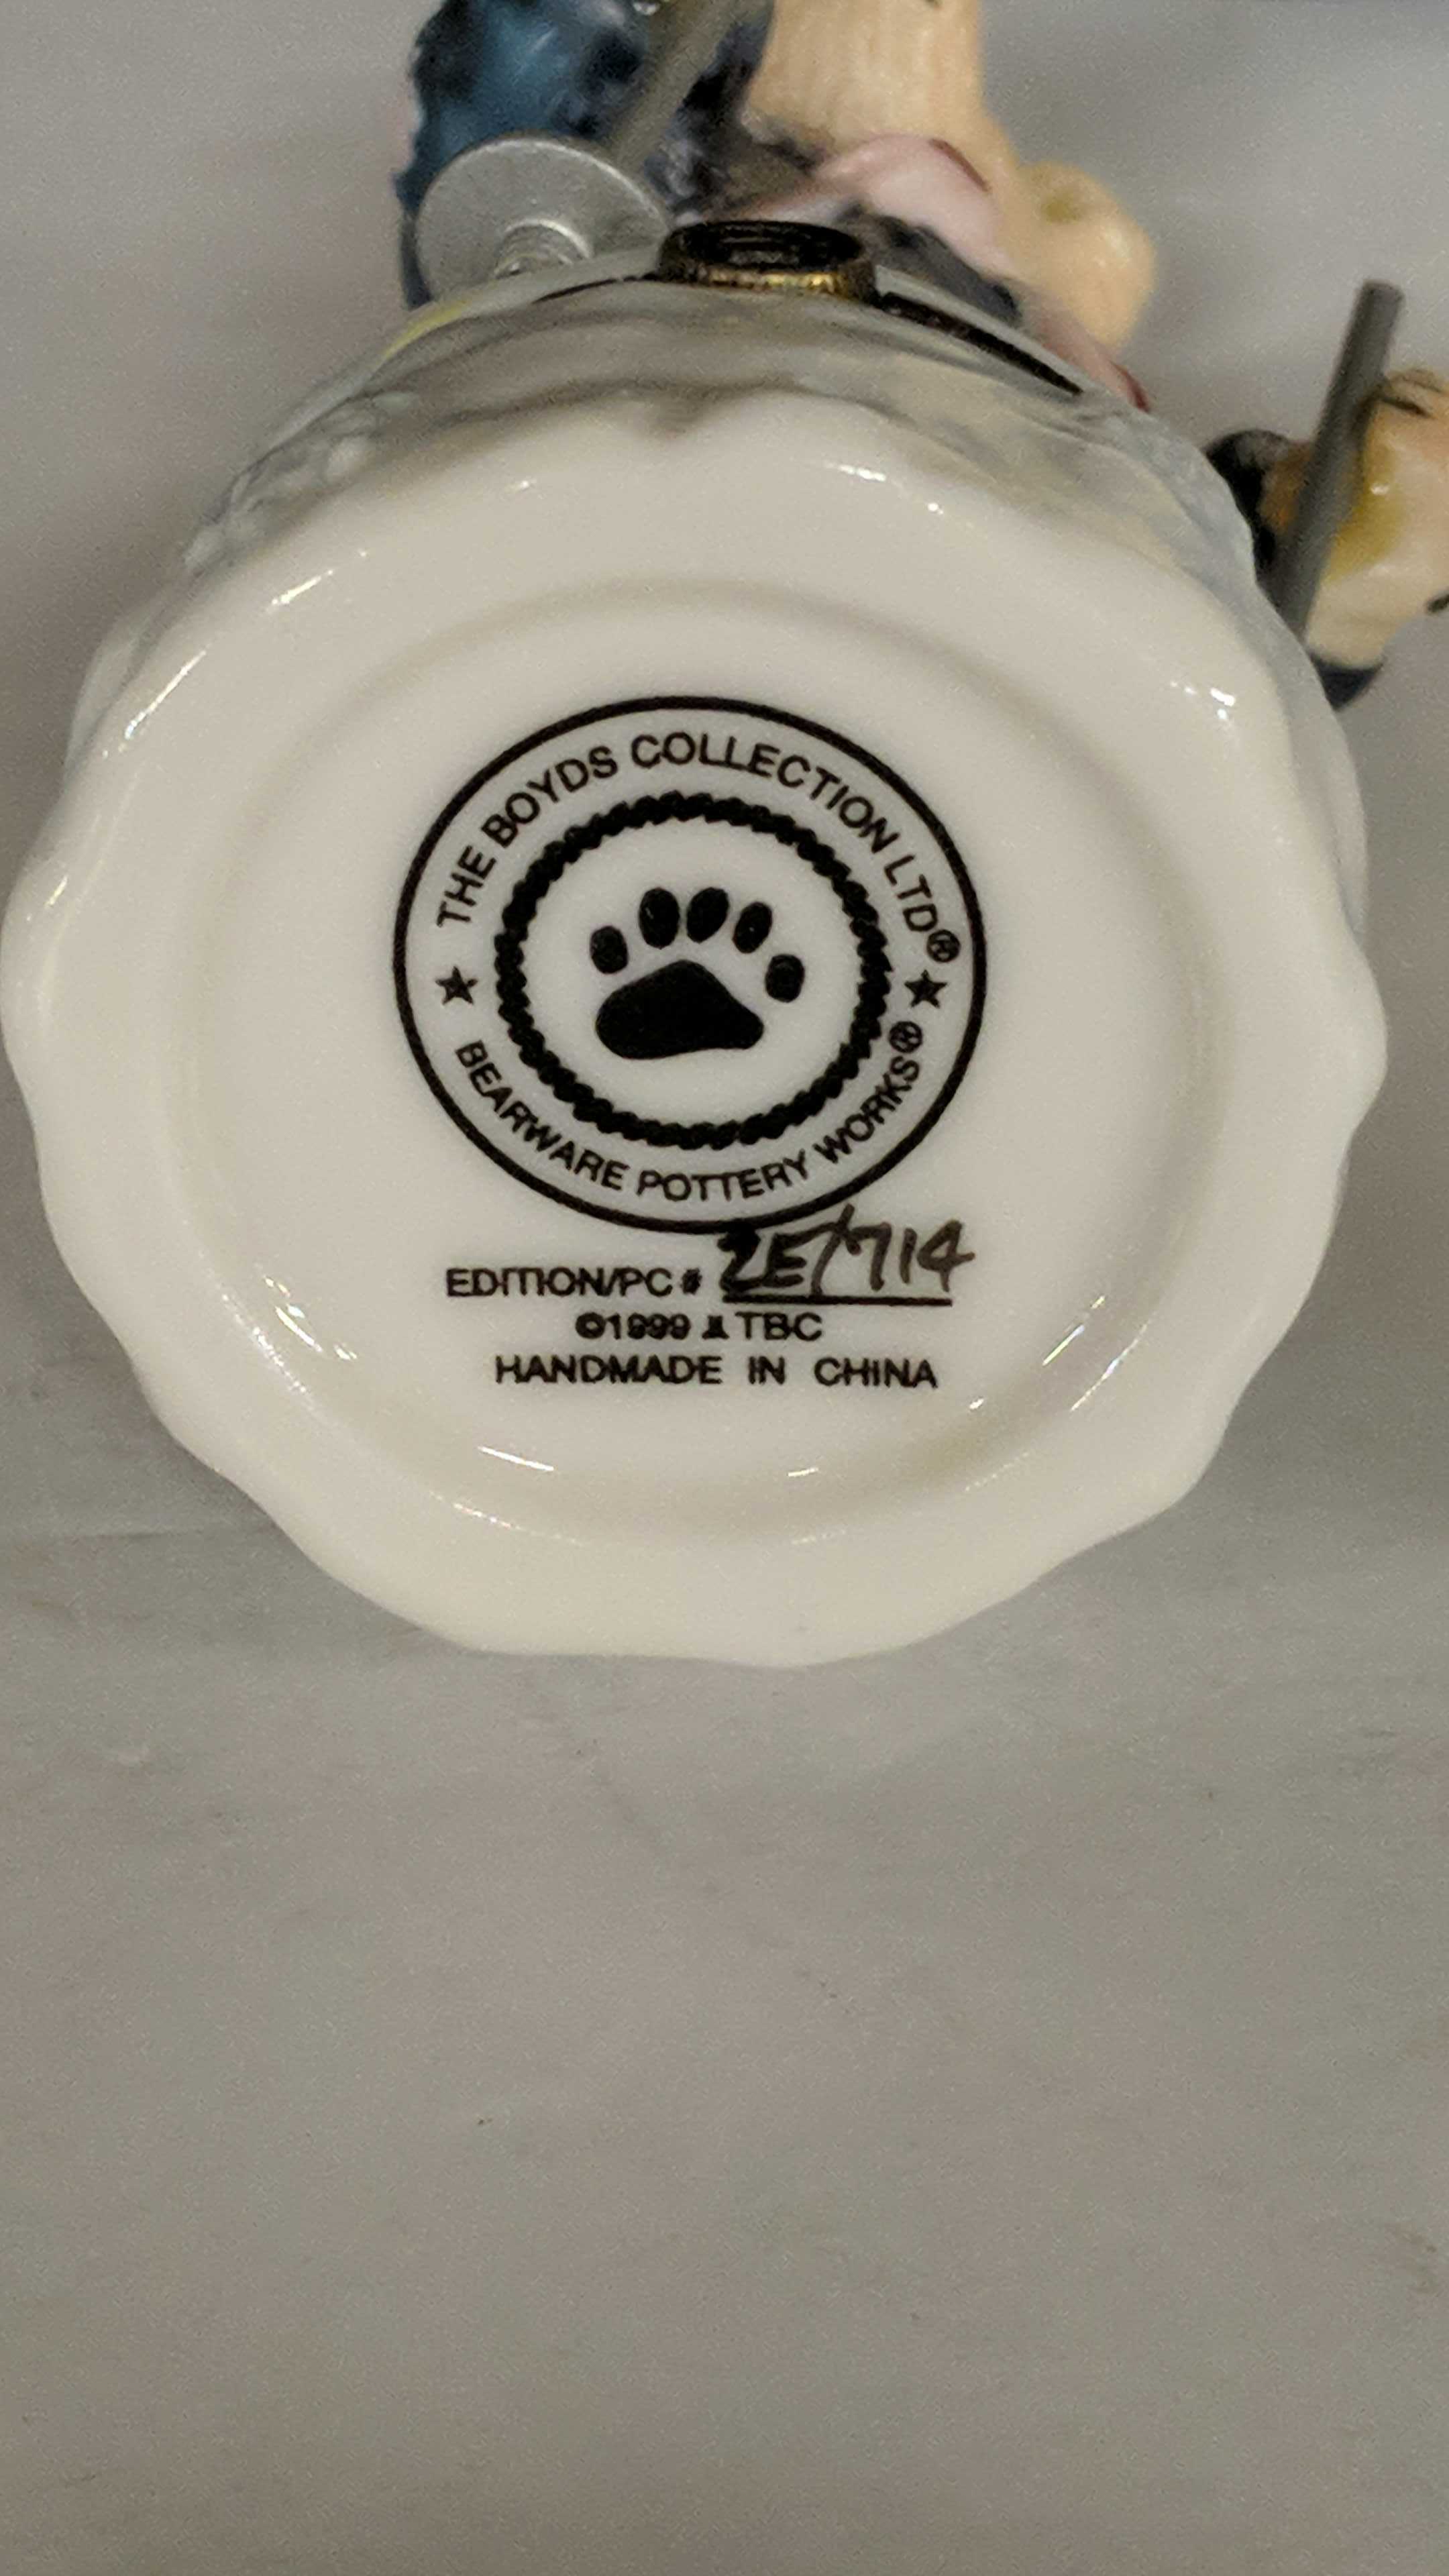 THE BOYDS COLLECTION LTD®
★ ★
BEARWARE POTTERY WORKS®
EDITION/PC # 2E/714
©1999 TBC
HANDMADE IN CHINA